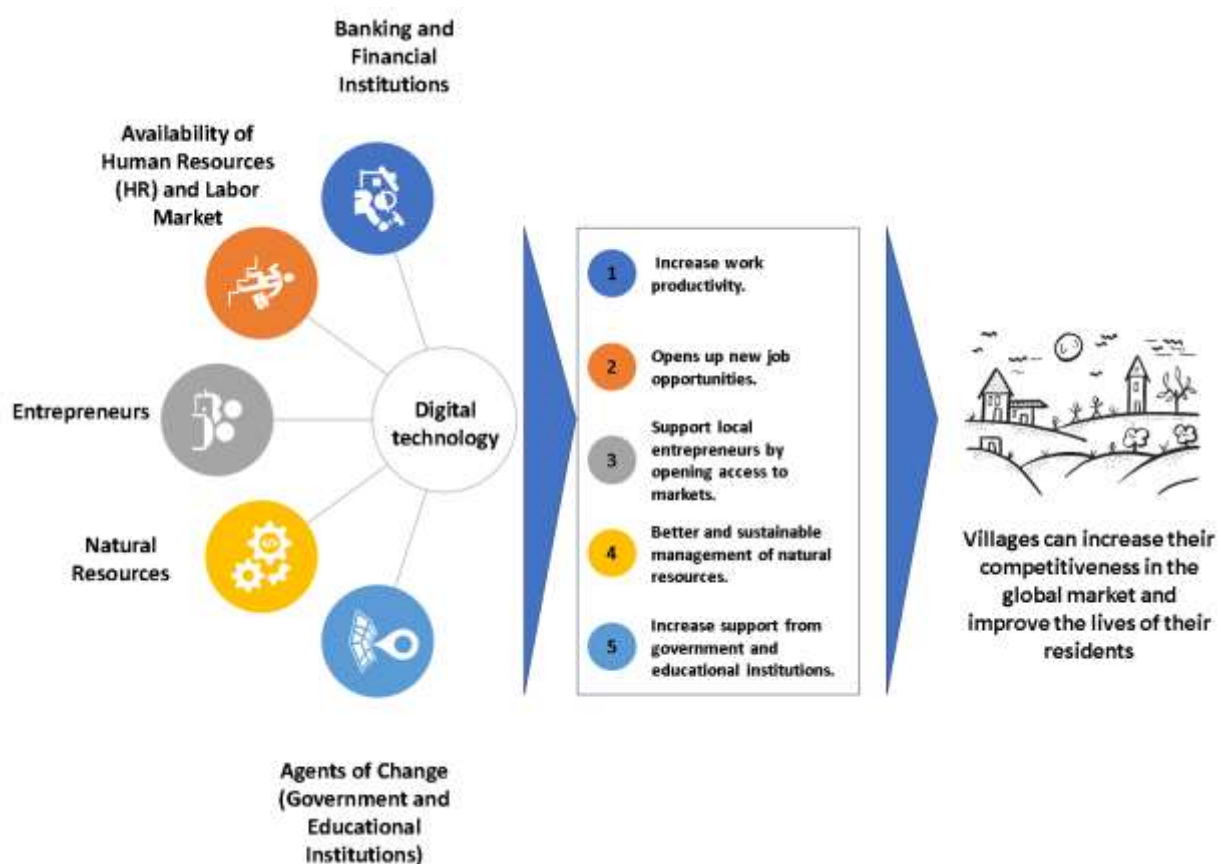 Banking and
Financial
Institutions
Availability of
Human Resources
(HR) and Labor
Market
Entrepreneurs
Natural
Resources
Agents of Change
(Government and
Educational
Institutions)
Digital
technology
1
Increase work
productivity.
2
Opens up new job
opportunities.
3
Support local
entrepreneurs by
opening access to
markets.
4
Better and sustainable
management of natural
resources.
5
Increase support from
government and
educational institutions.
Villages can increase their
competitiveness in the
global market and
improve the lives of their
residents